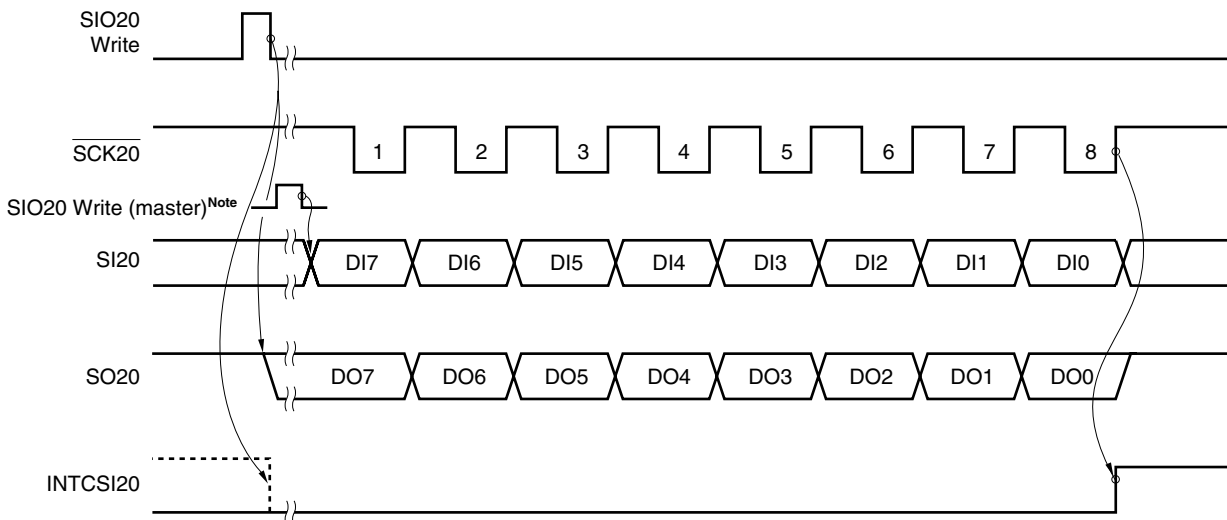 SIO20
Write
SCK20
1 2 3 4 5 6 7 8
SIO20 Write (master)Note
SI20
DI7 DI6 DI5 DI4 DI3 DI2 DI1 DI0
SO20
DO7 DO6 DO5 DO4 DO3 DO2 DO1 DO0
INTCSI20